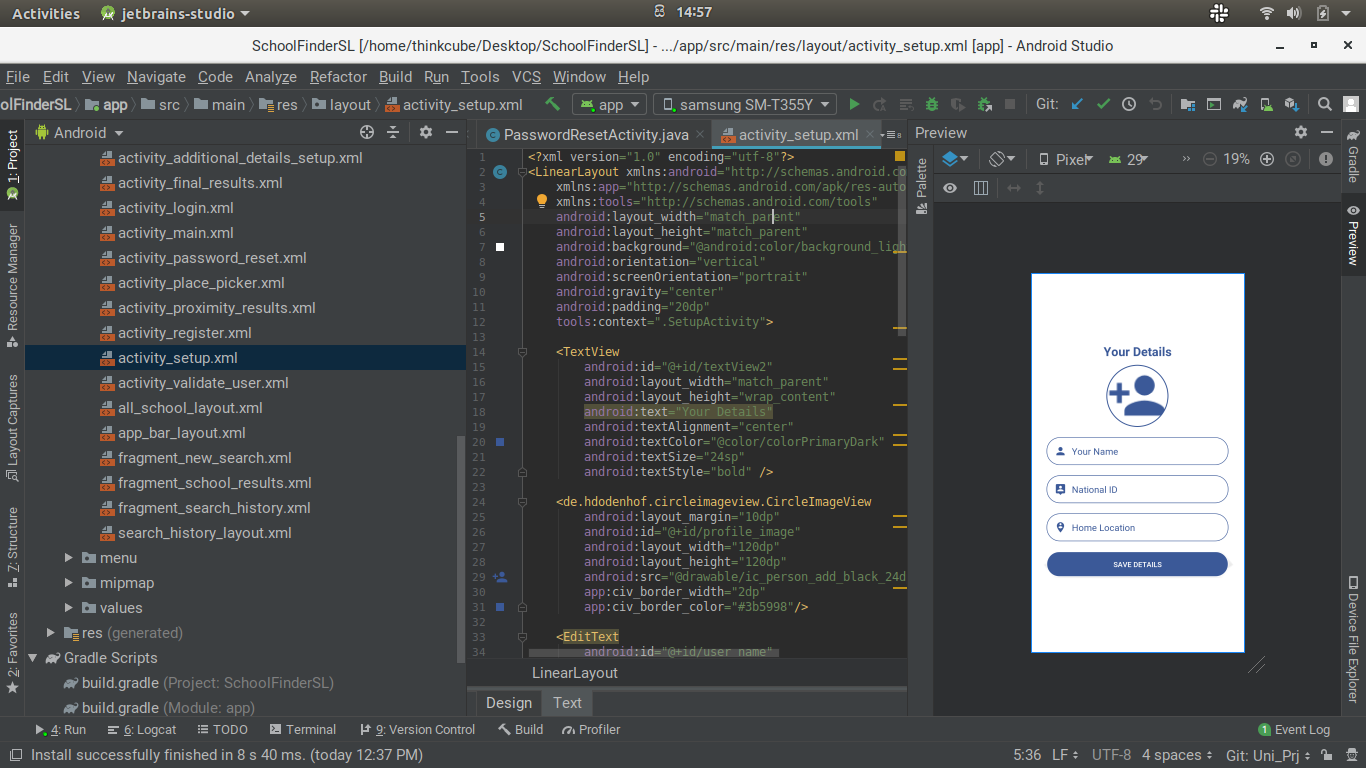 Activities
jetbrains-studio
14:57
SchoolFinderSL [/home/thinkcube/Desktop/SchoolFinderSL] - .../app/src/main/res/layout/activity_setup.xml [app] - Android Studio
File Edit View Navigate Code Analyze Refactor Build Run Tools VCS Window Help
olFinderSL app src main res layout activity_setup.xml app samsung SM-T355Y Git:
1: Project
Resource Manager
Layout Captures
7: Structure
2: Favorites
Android
activity_additional_details_setup.xml
activity_final_results.xml
activity_login.xml
activity_main.xml
activity_password_reset.xml
activity_place_picker.xml
activity_proximity_results.xml
activity_register.xml
activity_setup.xml
activity_validate_user.xml
all_school_layout.xml
app_bar_layout.xml
fragment_new_search.xml
fragment_school_results.xml
fragment_search_history.xml
search_history_layout.xml
menu
mipmap
values
res (generated)
Gradle Scripts
build.gradle (Project: SchoolFinderSL)
build.gradle (Module: app)
PasswordResetActivity.java activity_setup.xml 8
1 <?xml version="1.0" encoding="utf-8"?>
2 <LinearLayout xmlns:android="http://schemas.android.co
3 xmlns:app="http://schemas.android.com/apk/res-auto
4 xmlns:tools="http://schemas.android.com/tools"
5 android:layout_width="match_parent"
6 android:layout_height="match_parent"
7 android:background="@android:color/background_ligh
8 android:orientation="vertical"
9 android:screenOrientation="portrait"
10 android:gravity="center"
11 android:padding="20dp"
12 tools:context=".SetupActivity">
13
14 <TextView
15 android:id="@+id/textView2"
16 android:layout_width="match_parent"
17 android:layout_height="wrap_content"
18 android:text="Your Details"
19 android:textAlignment="center"
20 android:textColor="@color/colorPrimaryDark"
21 android:textSize="24sp"
22 android:textStyle="bold" />
23
24 <de.hdodenhof.circleimageview.CircleImageView
25 android:layout_margin="10dp"
26 android:id="@+id/profile_image"
27 android:layout_width="120dp"
28 android:layout_height="120dp"
29 android:src="@drawable/ic_person_add_black_24d
30 app:civ_border_width="2dp"
31 app:civ_border_color="#3b5998"/>
32
33 <EditText
34 android:id="@+id/user_name"
LinearLayout
Design Text
Preview
Palette
Pixel 29 19%
Your Details
Your Name
National ID
Home Location
SAVE DETAILS
Gradle
Preview
Device File Explorer
4: Run 6: Logcat TODO Terminal 9: Version Control Build Profiler 1 Event Log
Install successfully finished in 8 s 40 ms. (today 12:37 PM) 5:36 LF UTF-8 4 spaces Git: Uni_Prj